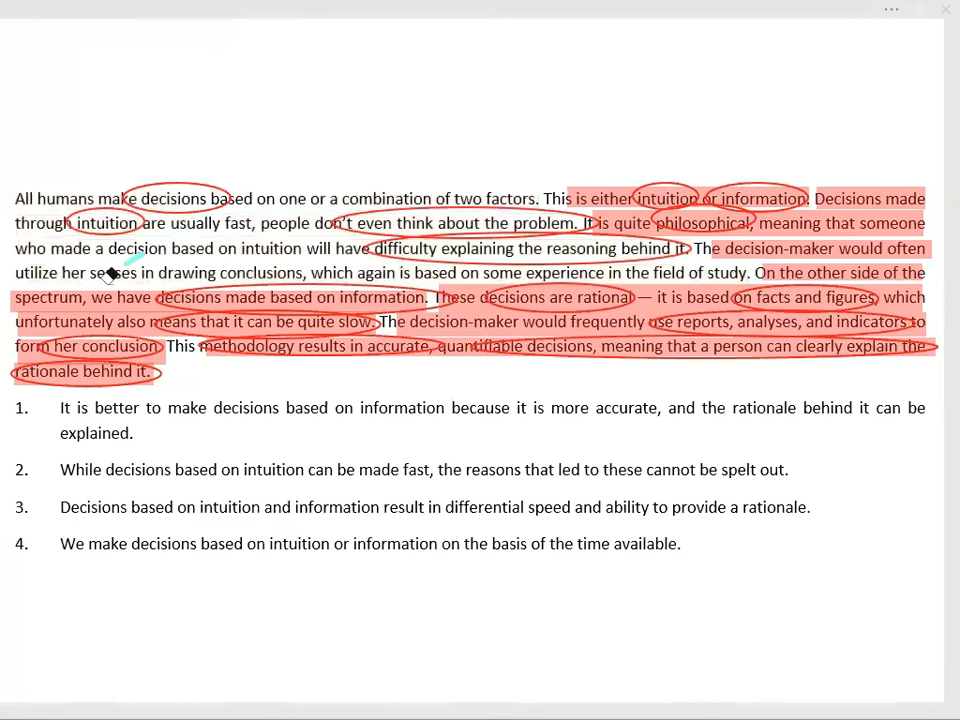 All humans make decisions based on one or a combination of two factors. This is either intuition or information. Decisions made
through intuition are usually fast, people don't even think about the problem. It is quite philosophical, meaning that someone
who made a decision based on intuition will have difficulty explaining the reasoning behind it. The decision-maker would often
utilize her senses in drawing conclusions, which again is based on some experience in the field of study. On the other side of the
spectrum, we have decisions made based on information. These decisions are rational — it is based on facts and figures, which
unfortunately also means that it can be quite slow. The decision-maker would frequently use reports, analyses, and indicators to
form her conclusion. This methodology results in accurate, quantifiable decisions, meaning that a person can clearly explain the
rationale behind it.
1. It is better to make decisions based on information because it is more accurate, and the rationale behind it can be
explained.
2. While decisions based on intuition can be made fast, the reasons that led to these cannot be spelt out.
3. Decisions based on intuition and information result in differential speed and ability to provide a rationale.
4. We make decisions based on intuition or information on the basis of the time available.